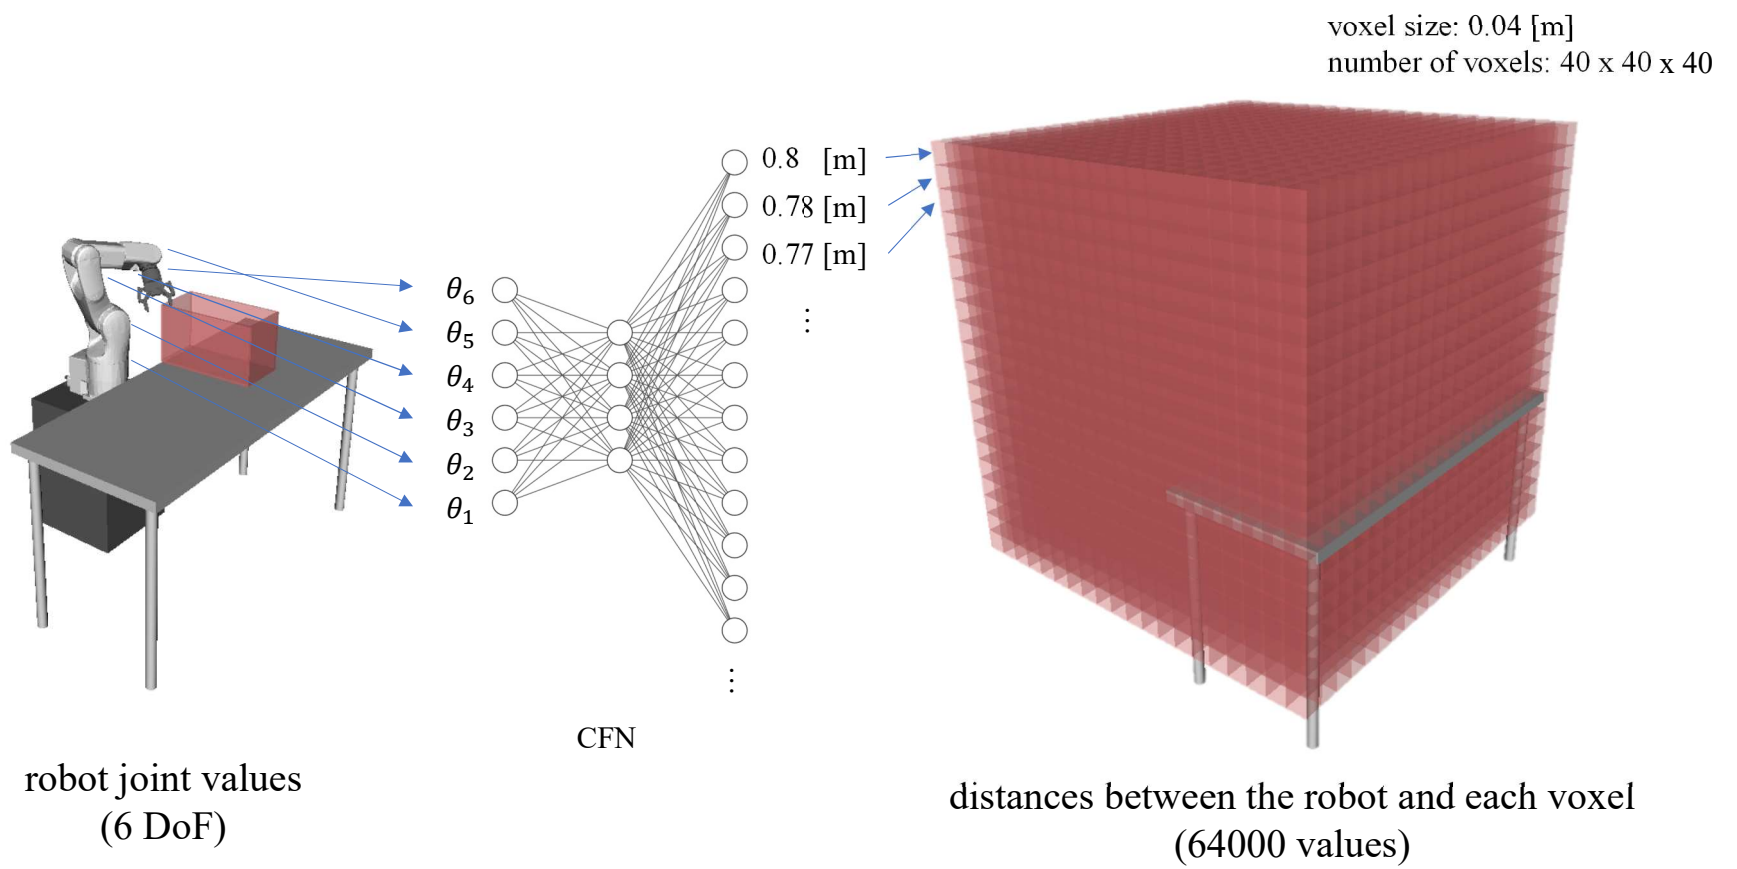 voxel size: 0.04 [m]
number of voxels: 40 x 40 x 40
0.8 [m]
0.78 [m]
0.77 [m]
⋮
θ6
θ5
θ4
θ3
θ2
θ1
⋮
CFN
robot joint values
(6 DoF)
distances between the robot and each voxel
(64000 values)